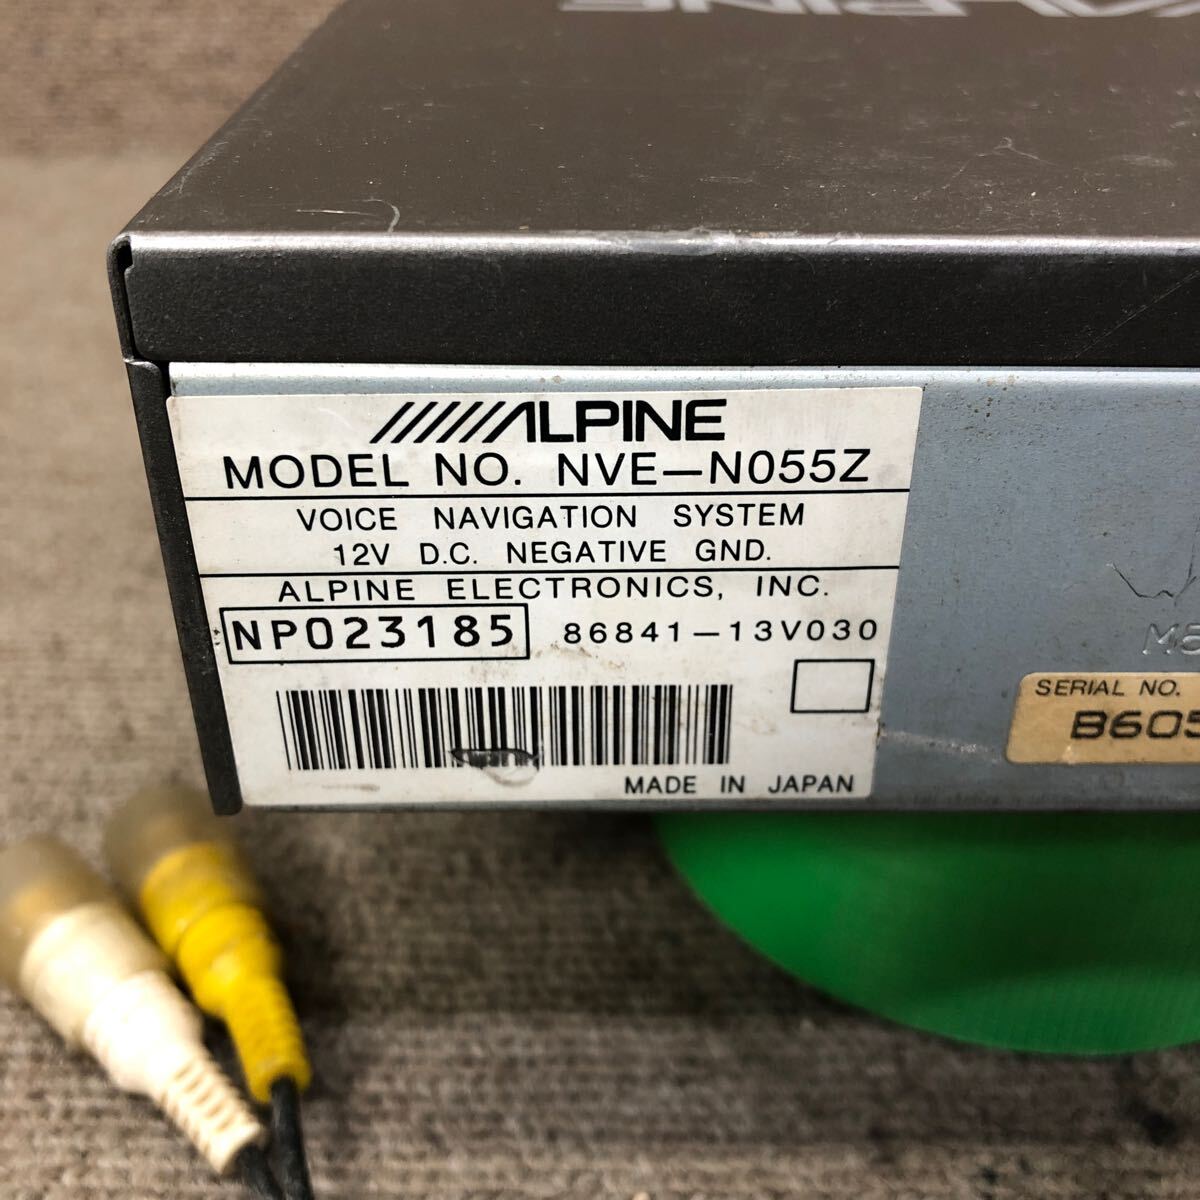 ALPINE
ALPINE
MODEL NO. NVE-N055Z
VOICE NAVIGATION SYSTEM
12V D.C. NEGATIVE GND.
ALPINE ELECTRONICS, INC.
NP023185 86841-13V030
MADE IN JAPAN
SERIAL NO.